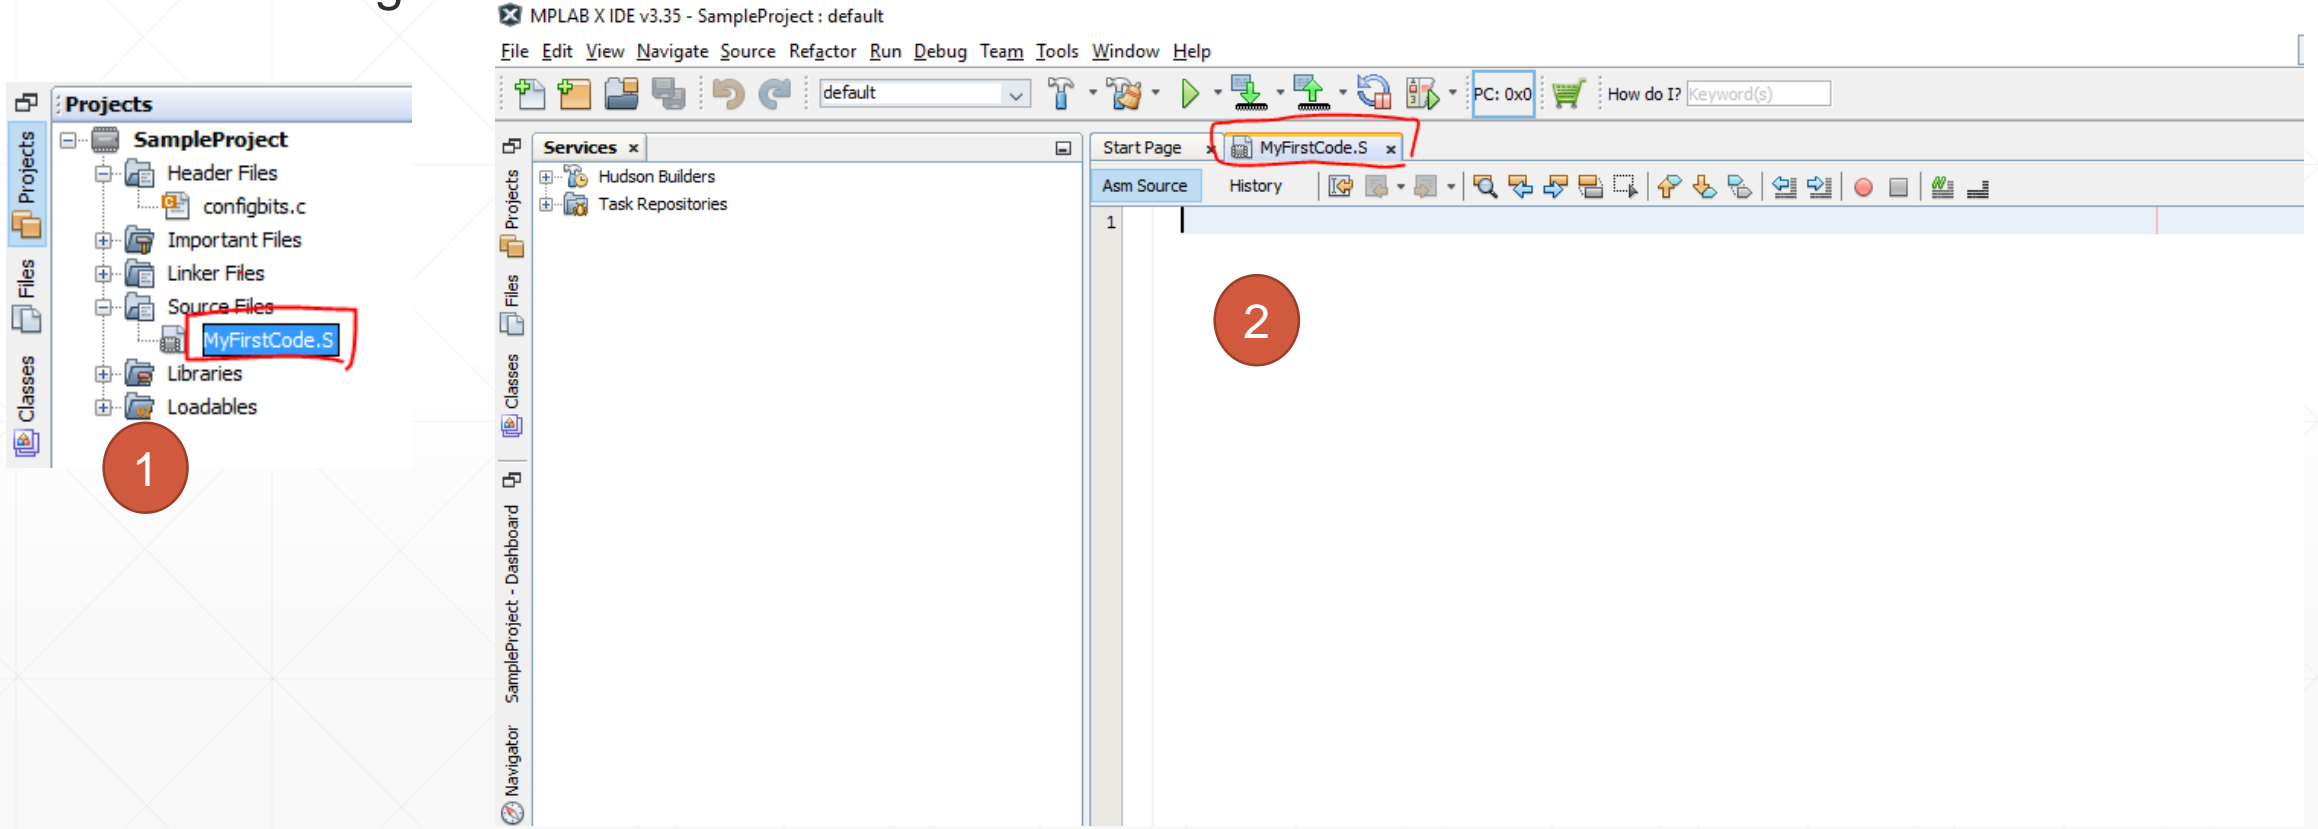 MPLAB X IDE v3.35 - SampleProject : default
File Edit View Navigate Source Refactor Run Debug Team Tools Window Help
default
PC: 0x0
How do I? Keyword(s)
Projects
SampleProject
Header Files
configbits.c
Important Files
Linker Files
Source Files
MyFirstCode.S
Libraries
Loadables
Projects
Files
Classes
1
Services x
Hudson Builders
Task Repositories
Projects
Files
Classes
SampleProject - Dashboard
Navigator
Start Page x MyFirstCode.S x
Asm Source History
1
2